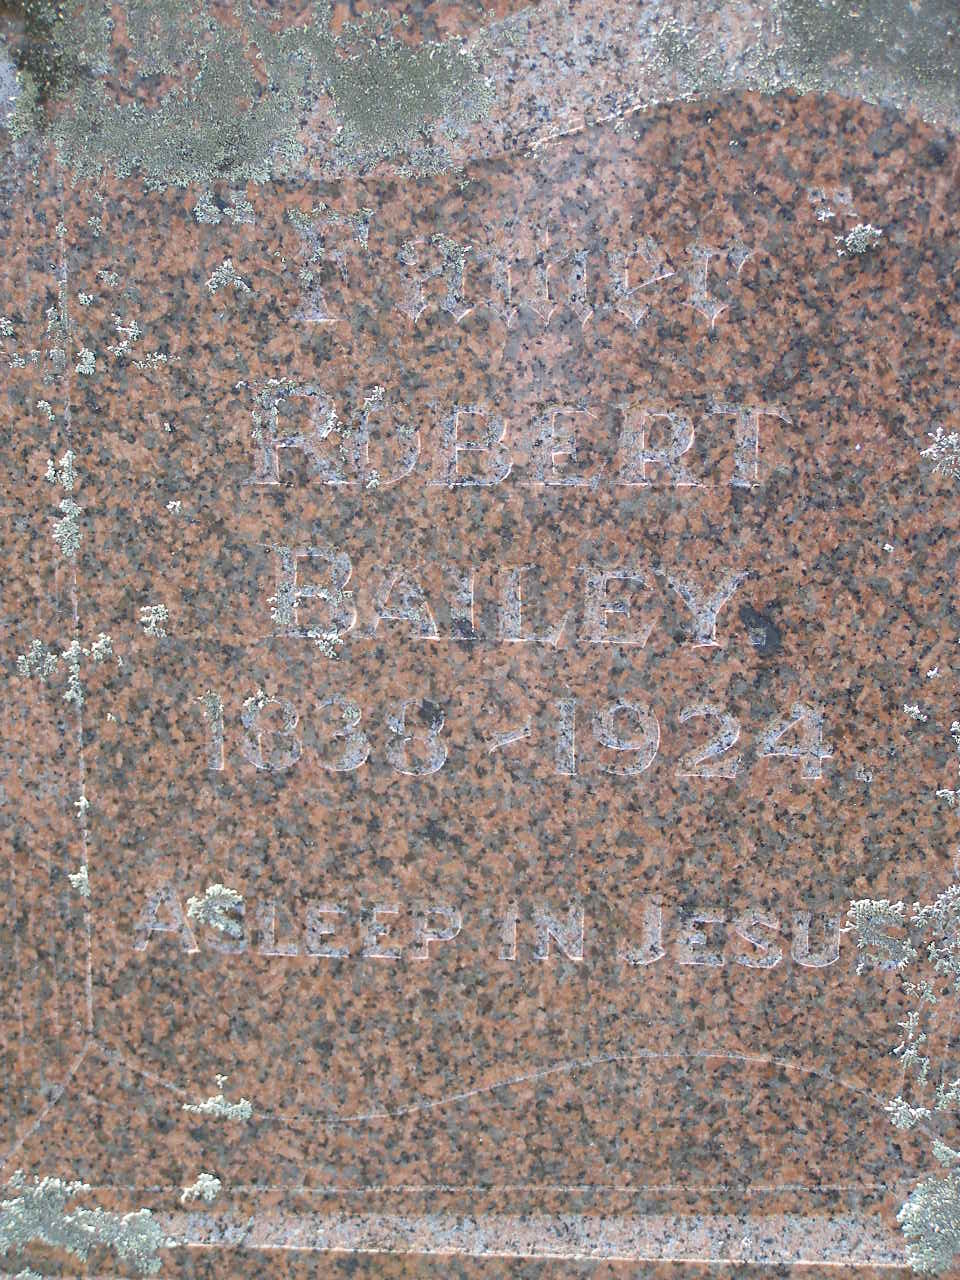 Father
ROBERT
BAILEY.
1838-1924
ASLEEP IN JESUS